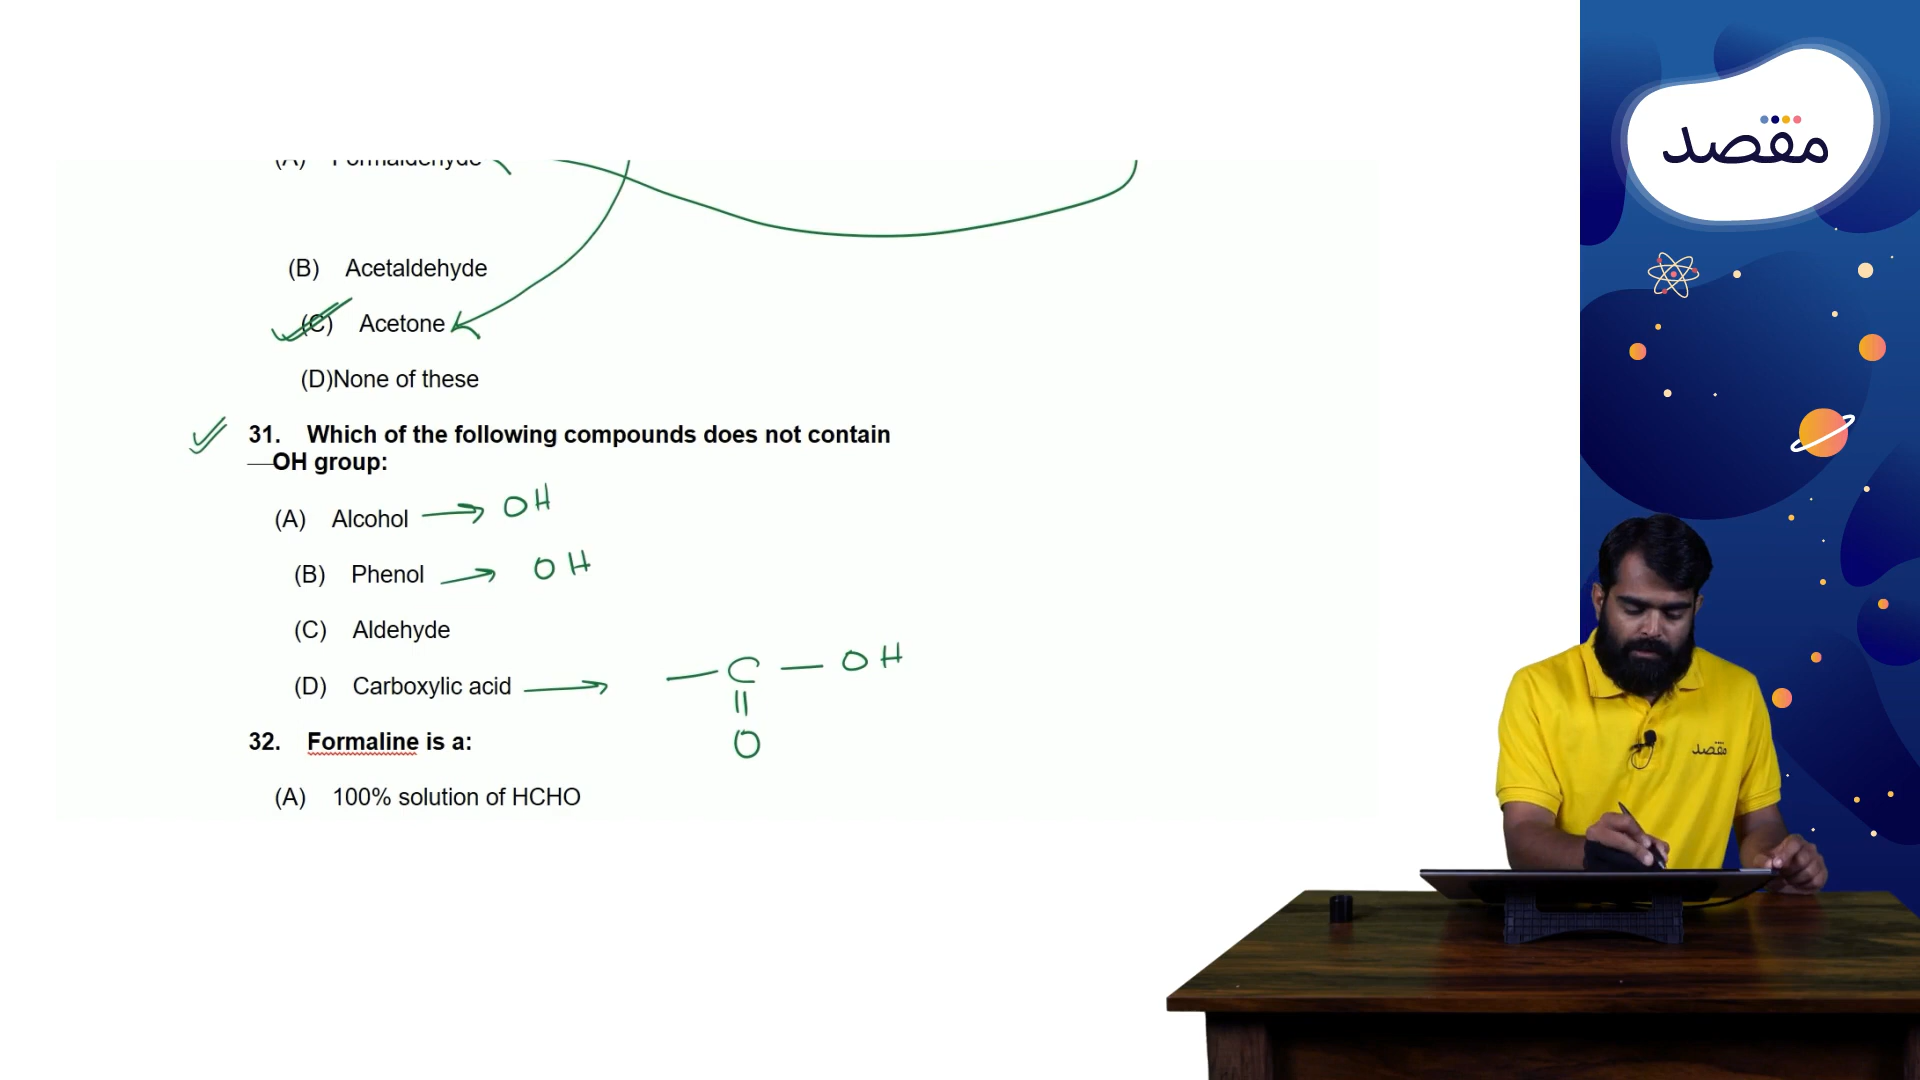 مقصد
(A) Formaldehyde
(B) Acetaldehyde
(C) Acetone
(D)None of these
31. Which of the following compounds does not contain
—OH group:
(A) Alcohol → OH
(B) Phenol → OH
(C) Aldehyde
(D) Carboxylic acid → — C — OH
||
O
32. Formaline is a:
(A) 100% solution of HCHO
مقصد